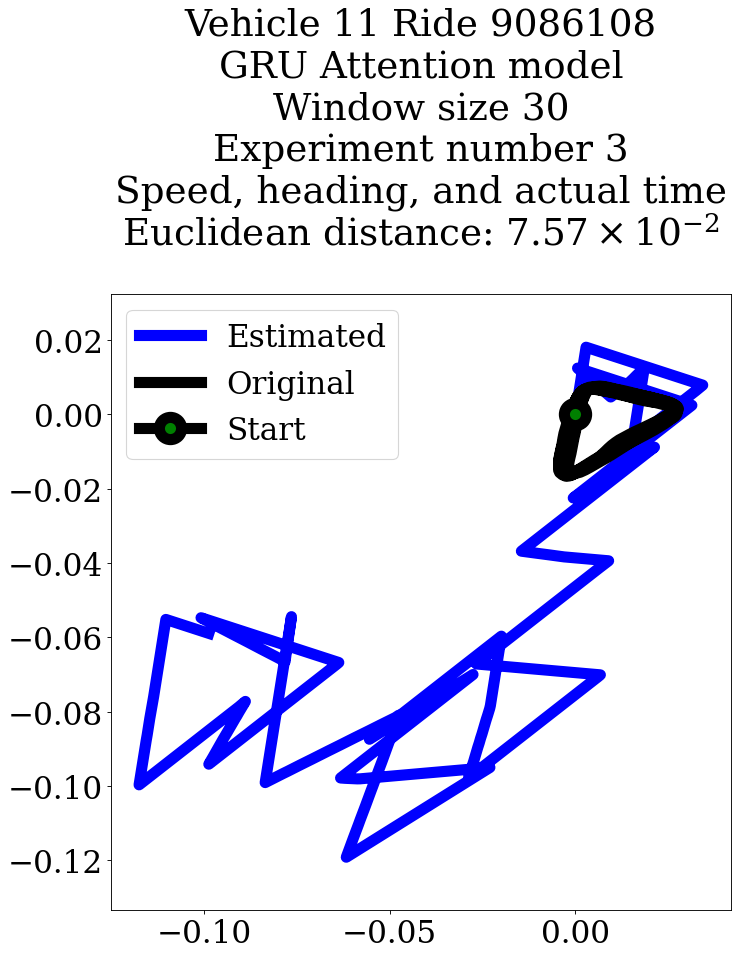 Vehicle 11 Ride 9086108
GRU Attention model
Window size 30
Experiment number 3
Speed, heading, and actual time
Euclidean distance: 7.57 × 10⁻²
Estimated
Original
Start
0.02
0.00
−0.02
−0.04
−0.06
−0.08
−0.10
−0.12
−0.10
−0.05
0.00